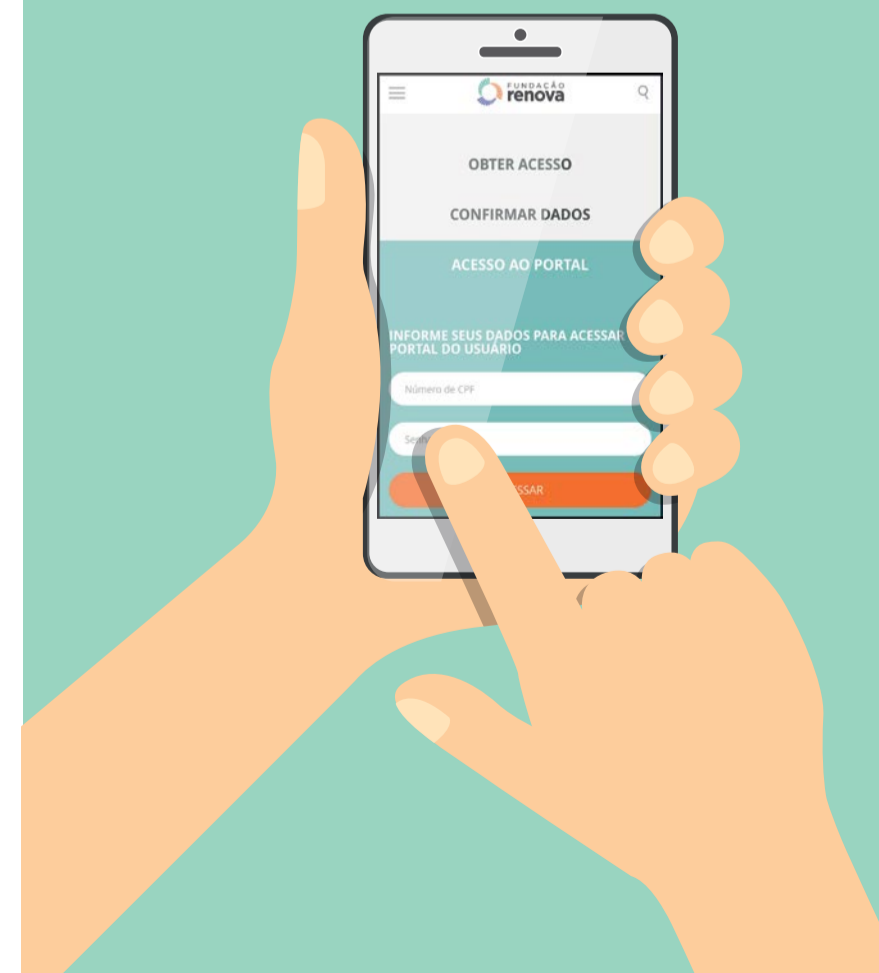 FUNDAÇÃO
renova
OBTER ACESSO
CONFIRMAR DADOS
ACESSO AO PORTAL
INFORME SEUS DADOS PARA ACESSAR
PORTAL DO USUÁRIO
Número de CPF